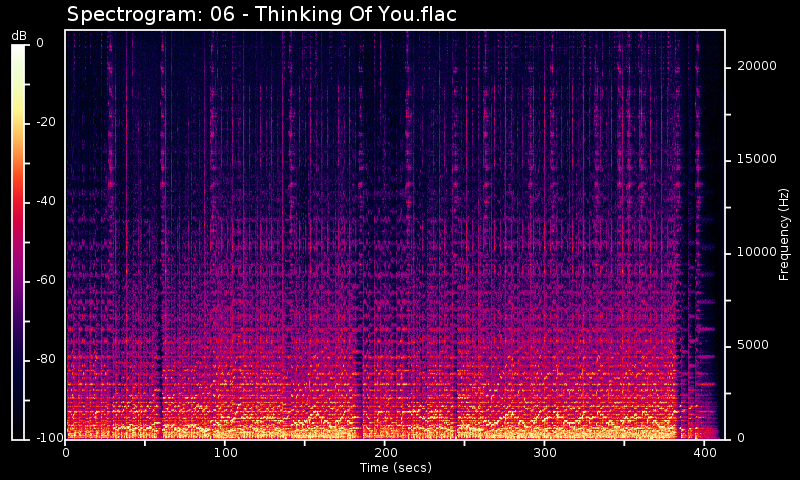 Spectrogram: 06 - Thinking Of You.flac
dB
0
-20
-40
-60
-80
-100
20000
15000
10000
5000
0
Frequency (Hz)
0 100 200 300 400
Time (secs)